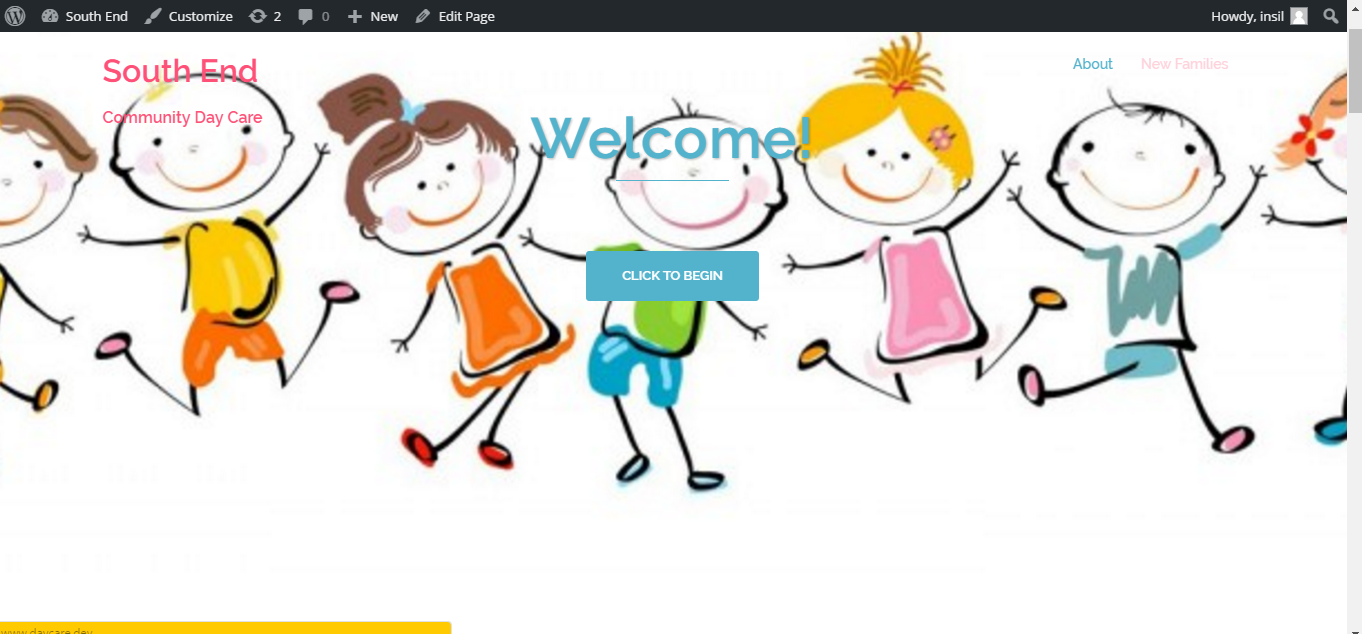 South End Customize 2 0 New Edit Page Howdy, insil
South End
About New Families
Community Day Care
Welcome!
CLICK TO BEGIN
www.daycare.dev